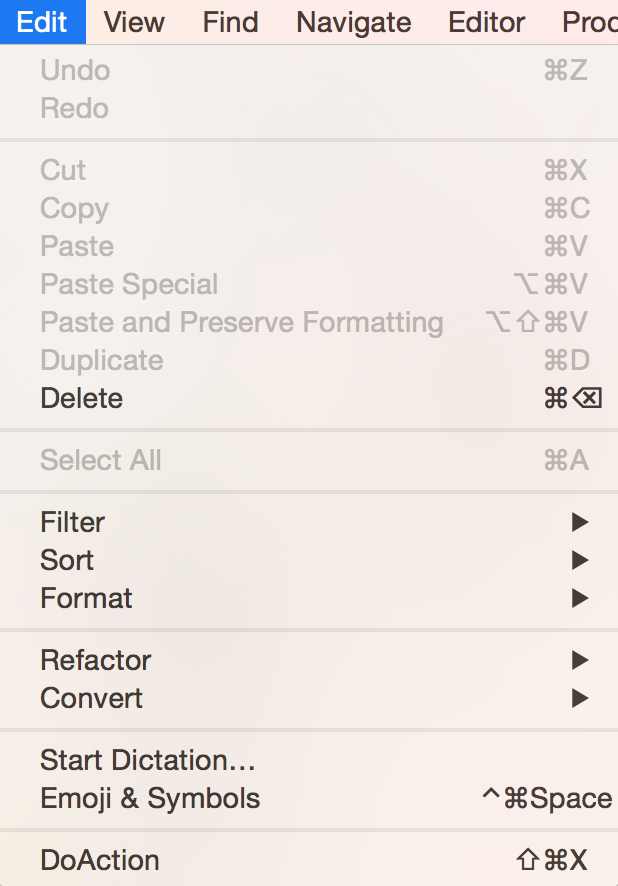 Edit View Find Navigate Editor
Undo ⌘Z
Redo
Cut ⌘X
Copy ⌘C
Paste ⌘V
Paste Special ⌥⌘V
Paste and Preserve Formatting ⌥⇧⌘V
Duplicate ⌘D
Delete ⌘⌫
Select All ⌘A
Filter ▶
Sort ▶
Format ▶
Refactor ▶
Convert ▶
Start Dictation…
Emoji & Symbols ^⌘Space
DoAction ⇧⌘X